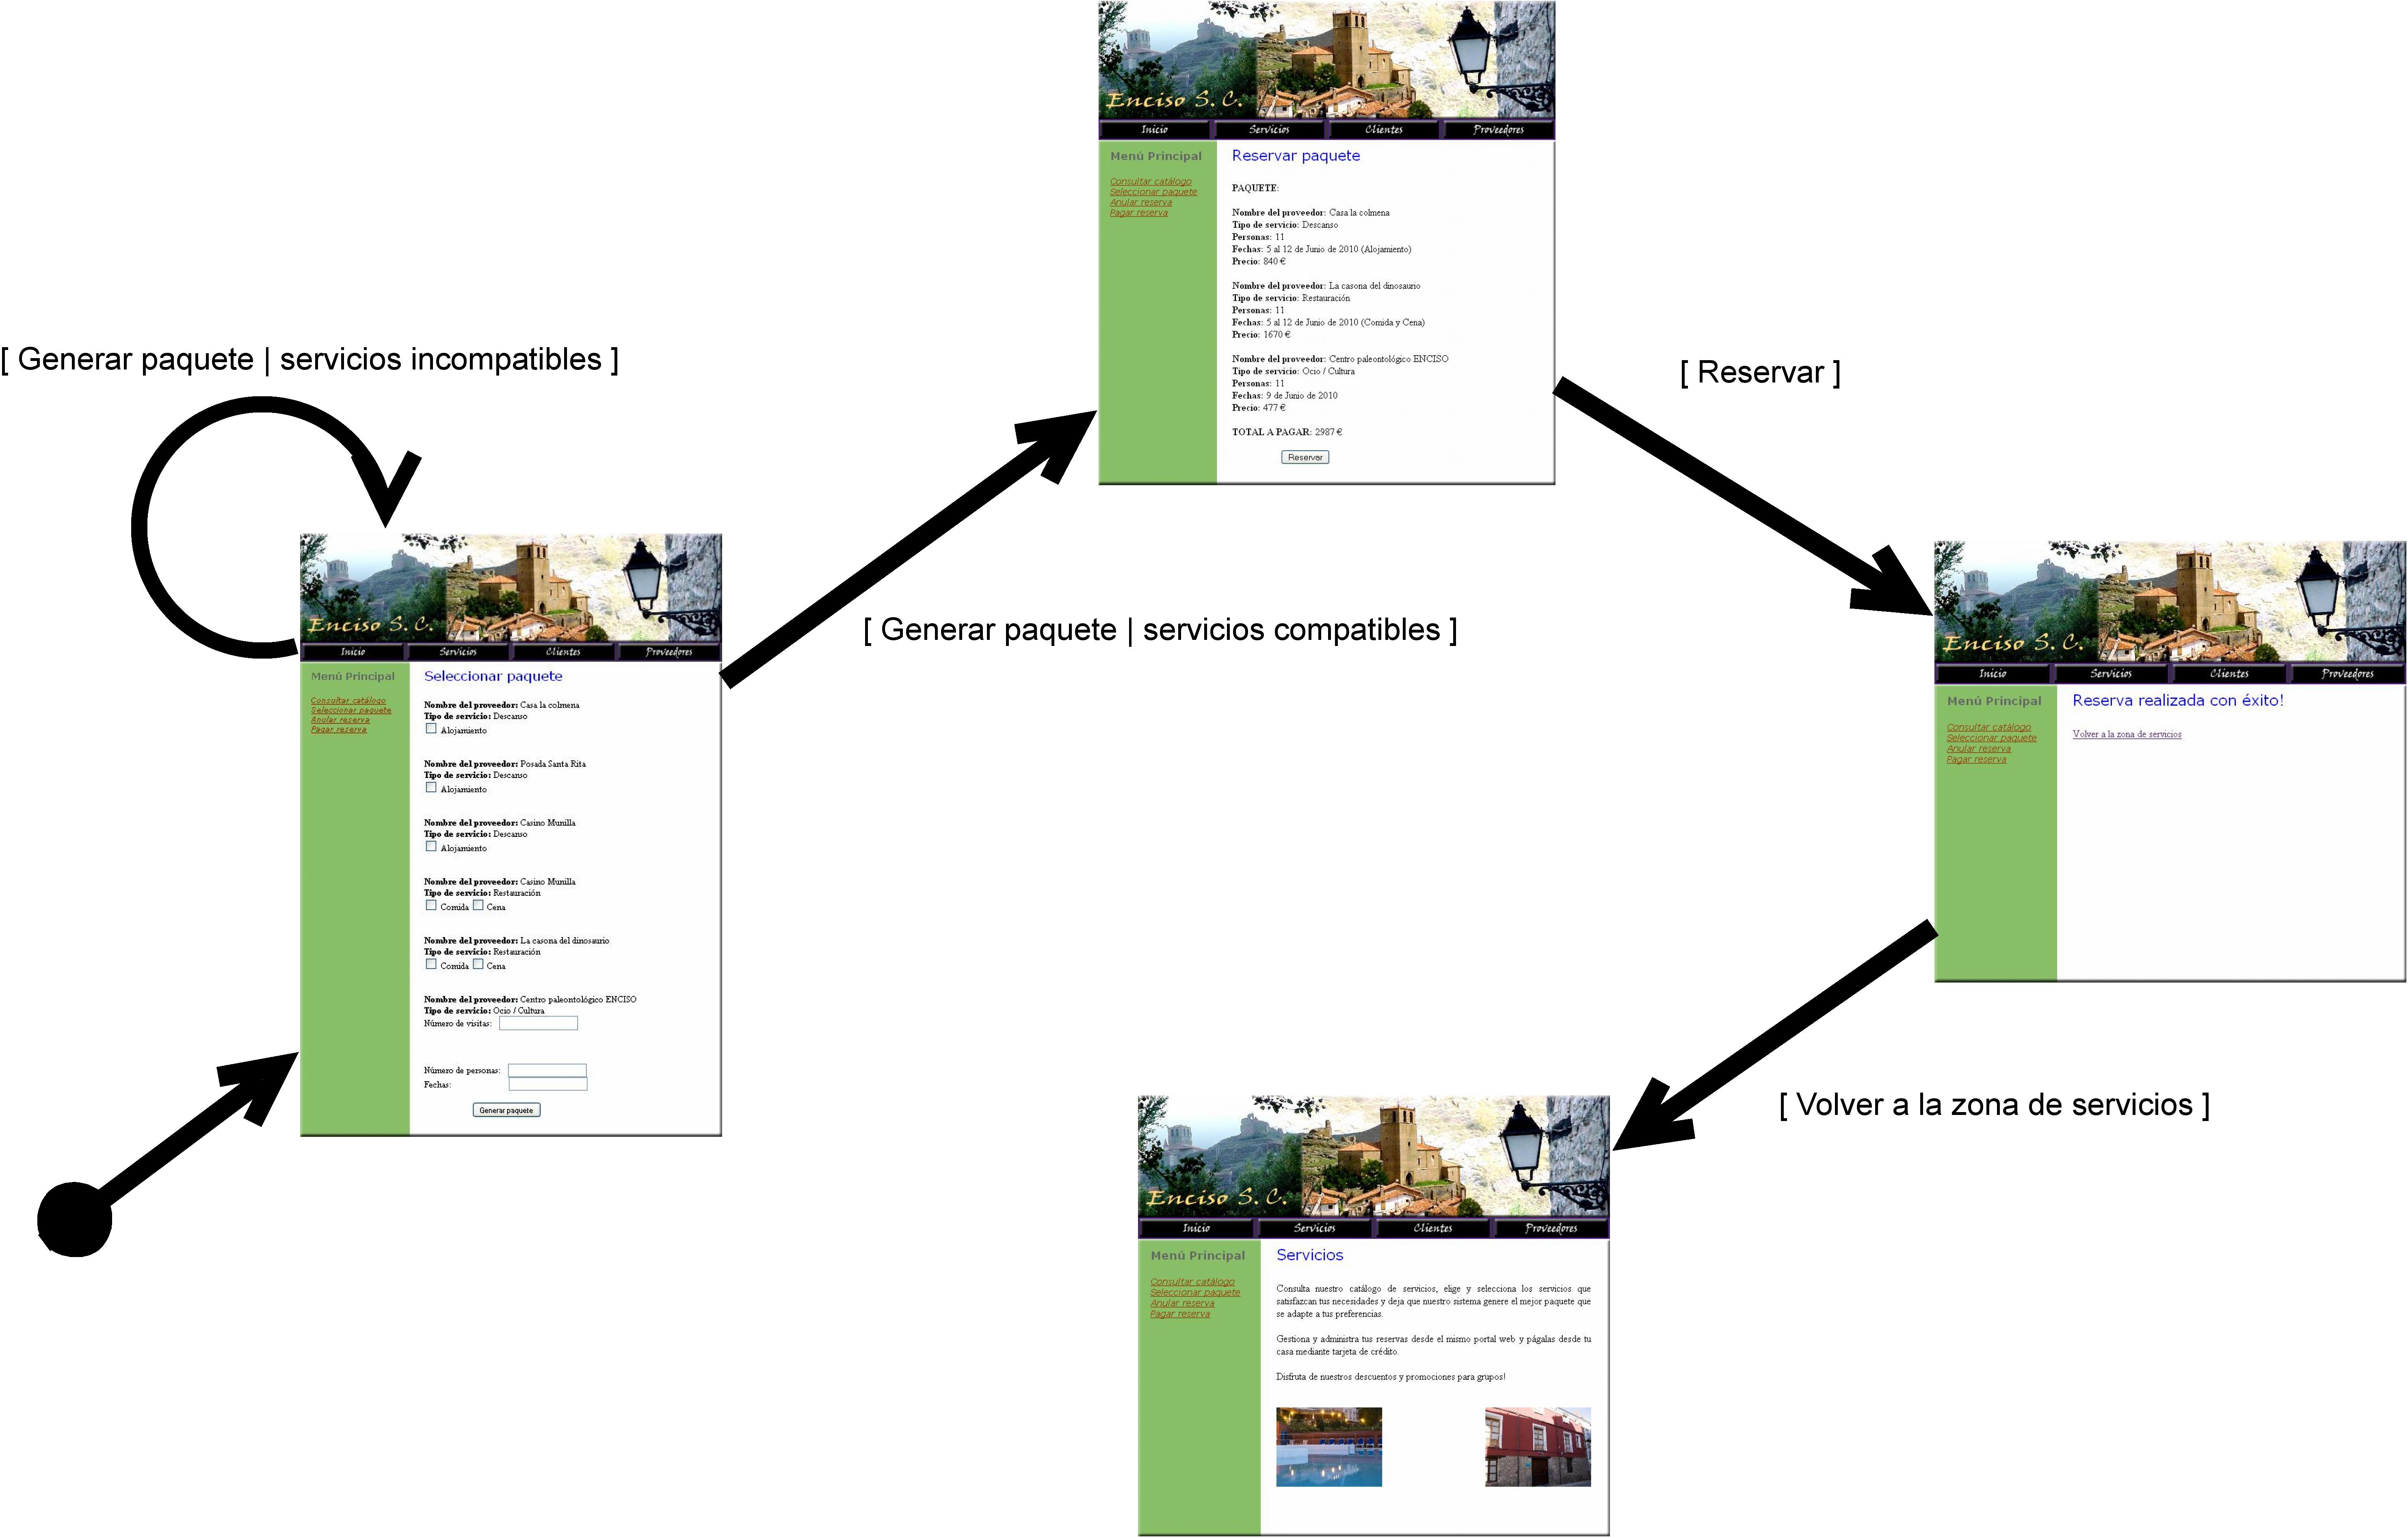 [ Generar paquete | servicios incompatibles ]
Enciso S. C.
Inicio Servicios Clientes Proveedores
Menú Principal
Consultar catálogo
Seleccionar paquete
Anular reserva
Pagar reserva
Seleccionar paquete
Nombre del proveedor: Casa la colmena
Tipo de servicio: Descanso
Alojamiento
Nombre del proveedor: Posada Santa Rita
Tipo de servicio: Descanso
Alojamiento
Nombre del proveedor: Casino Munilla
Tipo de servicio: Descanso
Alojamiento
Nombre del proveedor: Casino Munilla
Tipo de servicio: Restauración
Comida Cena
Nombre del proveedor: La casona del dinosaurio
Tipo de servicio: Restauración
Comida Cena
Nombre del proveedor: Centro paleontológico ENCISO
Tipo de servicio: Ocio / Cultura
Número de visitas:
Número de personas:
Fechas:
Generar paquete
[ Generar paquete | servicios compatibles ]
Enciso S. C.
Inicio Servicios Clientes Proveedores
Menú Principal
Consultar catálogo
Seleccionar paquete
Anular reserva
Pagar reserva
Reservar paquete
PAQUETE:
Nombre del proveedor: Casa la colmena
Tipo de servicio: Descanso
Personas: 11
Fechas: 5 al 12 de Junio de 2010 (Alojamiento)
Precio: 840 €
Nombre del proveedor: La casona del dinosaurio
Tipo de servicio: Restauración
Personas: 11
Fechas: 5 al 12 de Junio de 2010 (Comida y Cena)
Precio: 1670 €
Nombre del proveedor: Centro paleontológico ENCISO
Tipo de servicio: Ocio / Cultura
Personas: 11
Fechas: 9 de Junio de 2010
Precio: 477 €
TOTAL A PAGAR: 2987 €
Reservar
[ Reservar ]
Enciso S. C.
Inicio Servicios Clientes Proveedores
Menú Principal
Consultar catálogo
Seleccionar paquete
Anular reserva
Pagar reserva
Reserva realizada con éxito!
Volver a la zona de servicios
[ Volver a la zona de servicios ]
Enciso S. C.
Inicio Servicios Clientes Proveedores
Menú Principal
Consultar catálogo
Seleccionar paquete
Anular reserva
Pagar reserva
Servicios
Consulta nuestro catálogo de servicios, elige y selecciona los servicios que
satisfazcan tus necesidades y deja que nuestro sistema genere el mejor paquete que
se adapte a tus preferencias.
Gestiona y administra tus reservas desde el mismo portal web y págalas desde tu
casa mediante tarjeta de crédito.
Disfruta de nuestros descuentos y promociones para grupos!